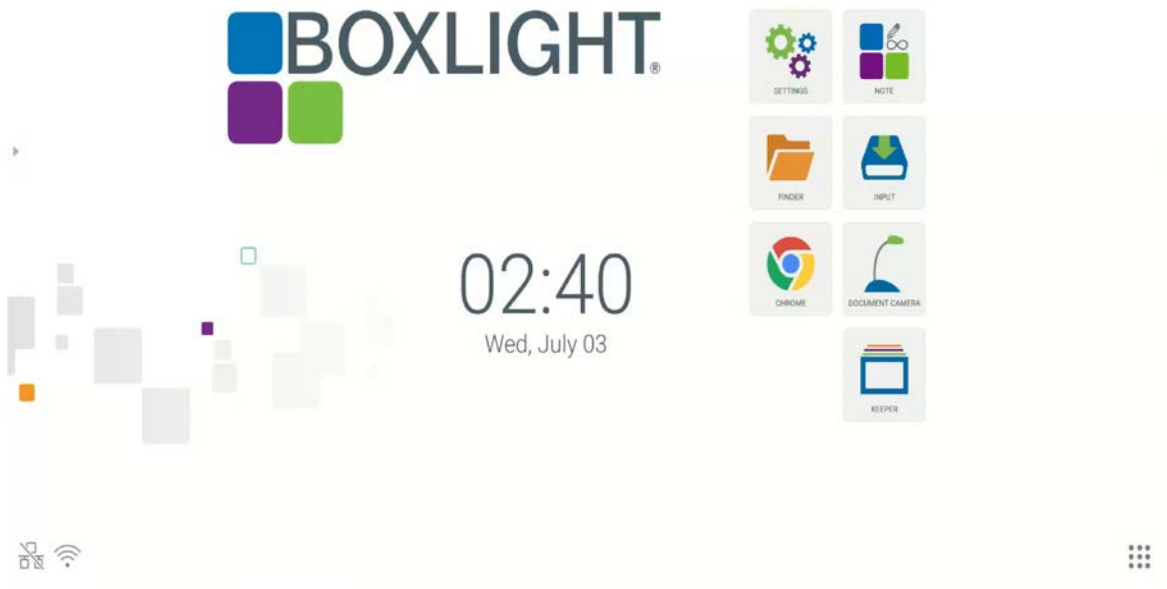 BOXLIGHT®
SETTINGS
NOTE
FINDER
INPUT
02:40
Wed, July 03
CHROME
DOCUMENT CAMERA
KEEPER